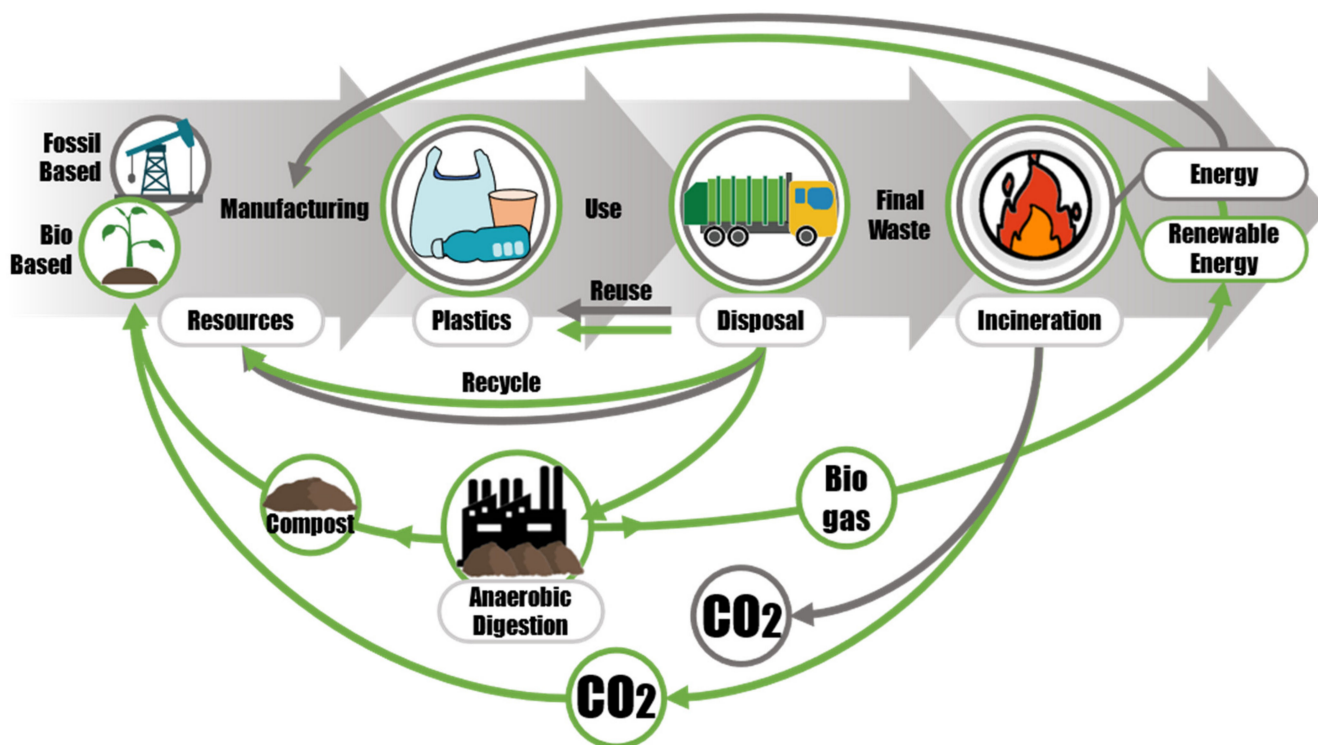 Fossil
Based
Bio
Based
Manufacturing
Use
Final
Waste
Energy
Renewable
Energy
Reuse
Resources
Plastics
Disposal
Incineration
Recycle
Compost
Bio
gas
Anaerobic
Digestion
CO2
CO2